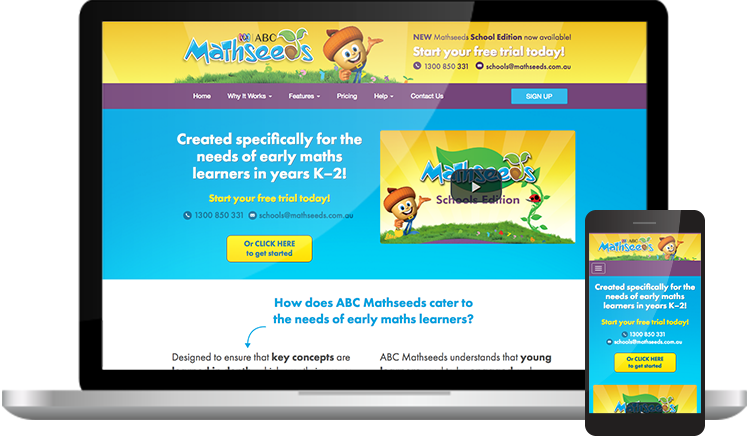 ABC
Mathseeds
NEW Mathseeds School Edition now available!
Start your free trial today!
1300 850 331 schools@mathseeds.com.au
Home Why It Works Features Pricing Help Contact Us SIGN UP
Created specifically for the
needs of early maths
learners in years K–2!
Start your free trial today!
1300 850 331 schools@mathseeds.com.au
Or CLICK HERE
to get started
Mathseeds
Schools Edition
How does ABC Mathseeds cater to
the needs of early maths learners?
Designed to ensure that key concepts are
ABC Mathseeds understands that young
ABC
Mathseeds
Created specifically for the
needs of early maths
learners in years K–2!
Start your free trial today!
1300 850 331
schools@mathseeds.com.au
Or CLICK HERE
to get started
Mathseeds